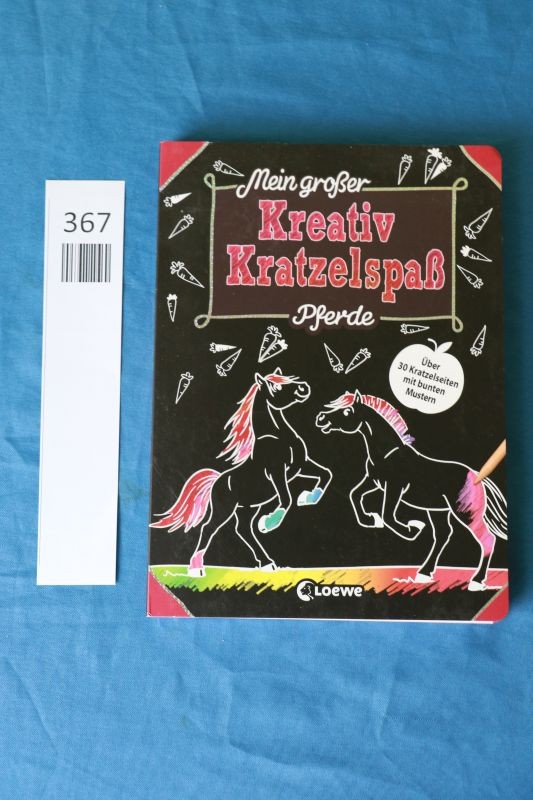 367
Mein großer
Kreativ
Kratzelspaß
Pferde
Über
30 Kratzelseiten
mit bunten
Mustern
Loewe